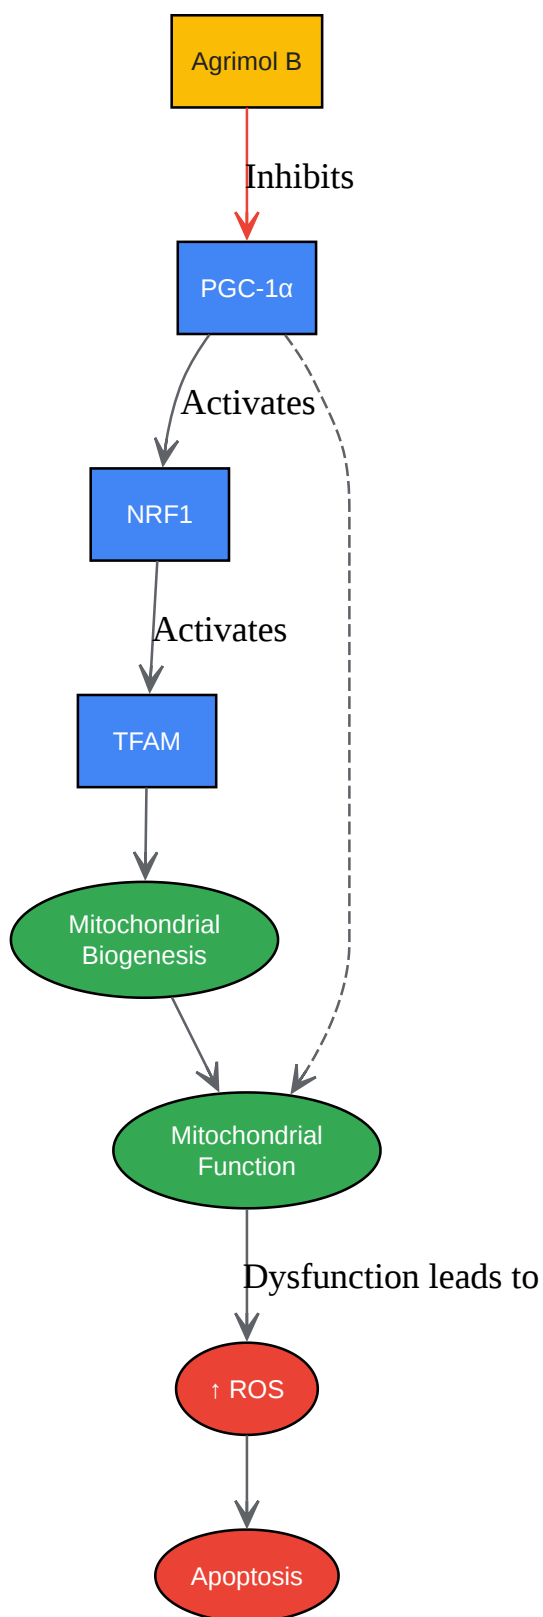 Agrimol B
Inhibits
PGC-1α
Activates
NRF1
Activates
TFAM
Mitochondrial
Biogenesis
Mitochondrial
Function
Dysfunction leads to
↑ ROS
Apoptosis